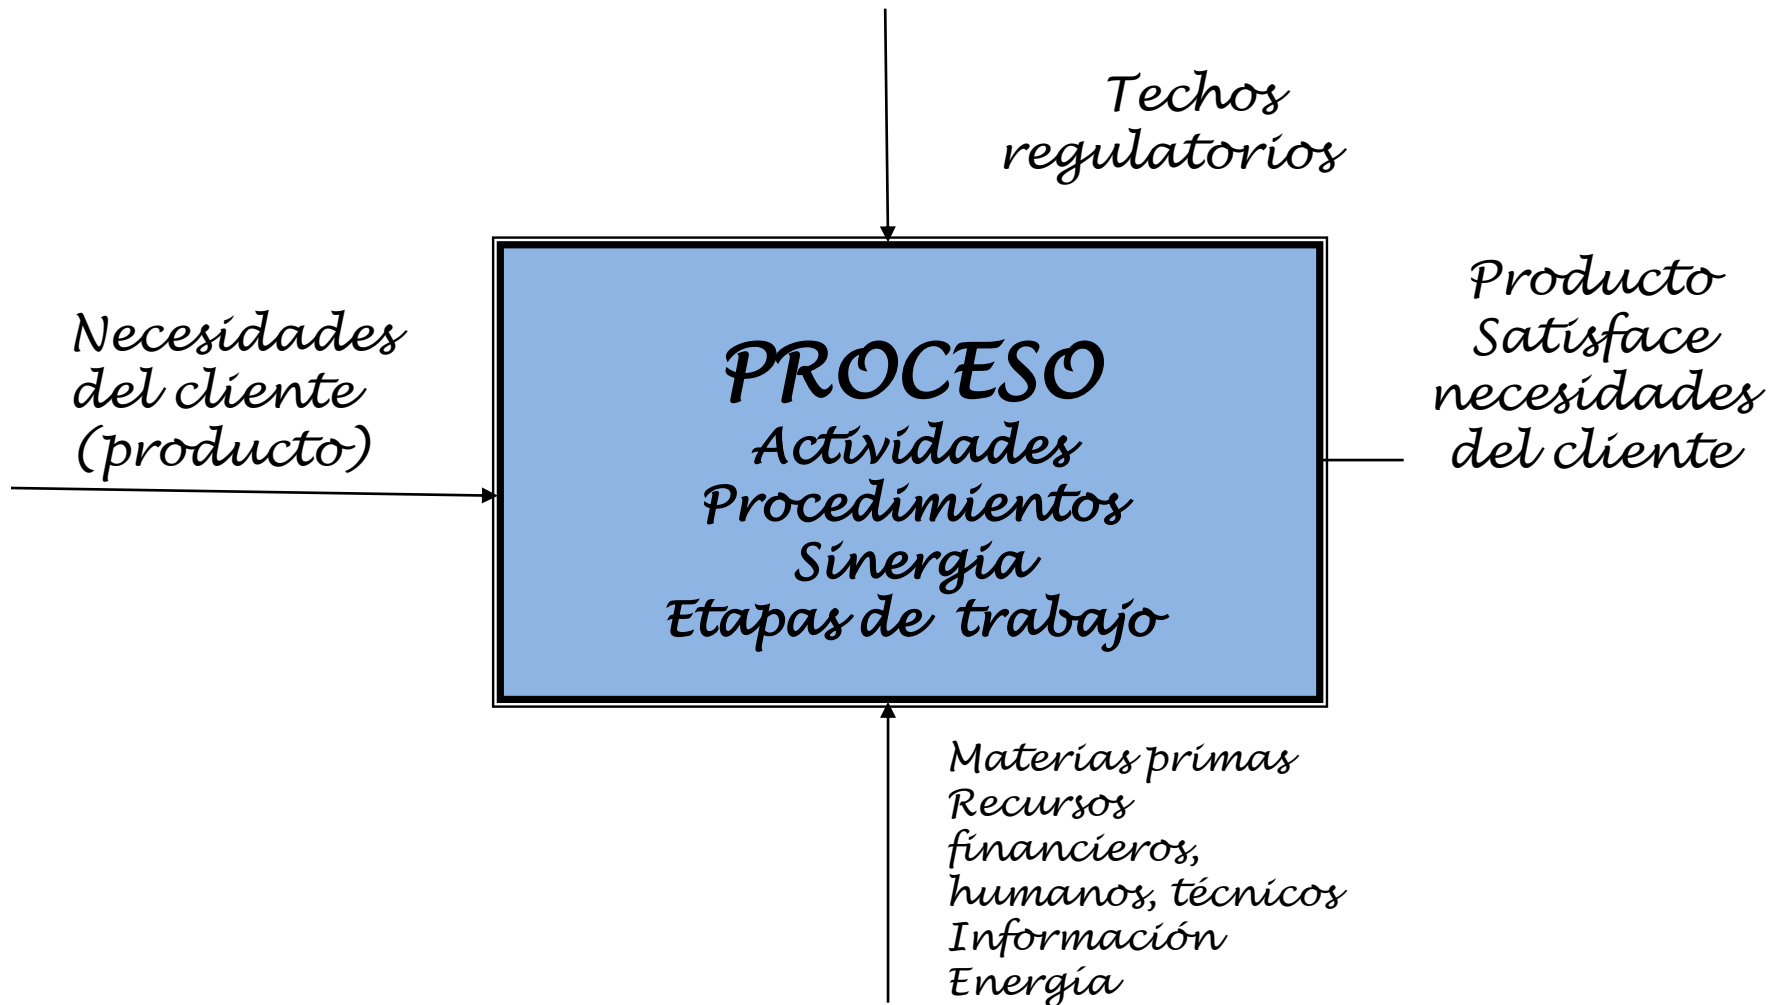 Techos
regulatorios
Necesidades
del cliente
(producto)
PROCESO
Actividades
Procedimientos
Sinergia
Etapas de trabajo
Producto
Satisface
necesidades
del cliente
Materias primas
Recursos
financieros,
humanos, técnicos
Información
Energía